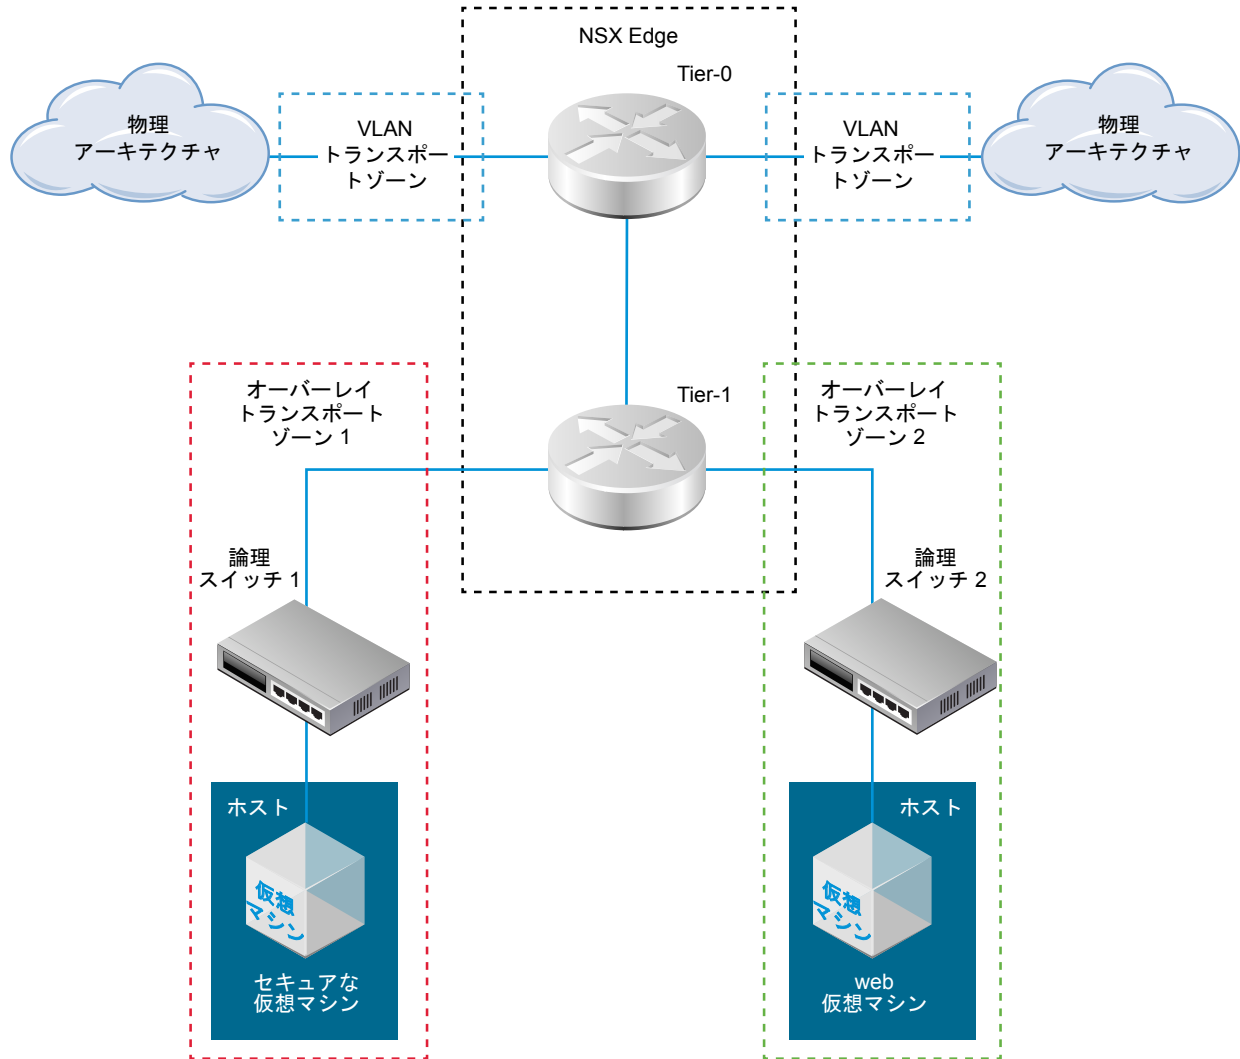 NSX Edge
Tier-0
物理
アーキテクチャ
VLAN
トランスポー
トゾーン
VLAN
トランスポー
トゾーン
物理
アーキテクチャ
オーバーレイ
トランスポート
ゾーン 1
Tier-1
オーバーレイ
トランスポート
ゾーン 2
論理
スイッチ 1
論理
スイッチ 2
ホスト
仮想
マシン
セキュアな
仮想マシン
ホスト
仮想
マシン
web
仮想マシン